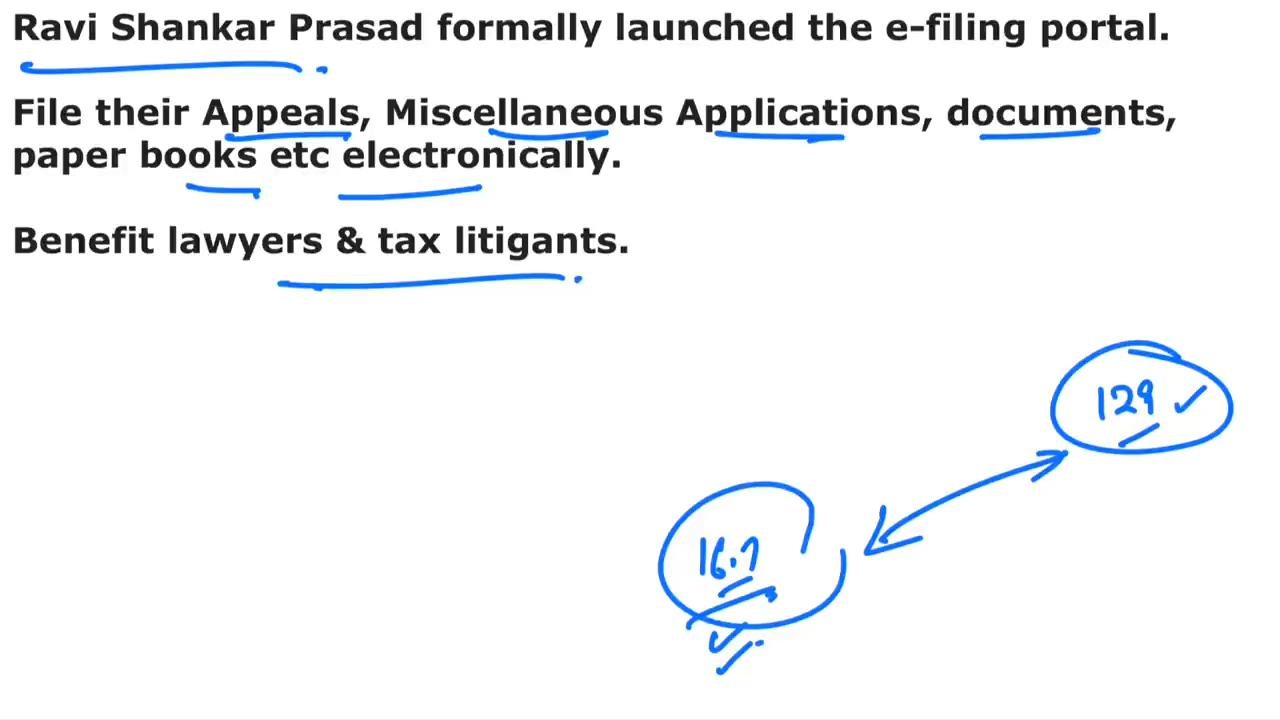 Ravi Shankar Prasad formally launched the e-filing portal.
File their Appeals, Miscellaneous Applications, documents,
paper books etc electronically.
Benefit lawyers & tax litigants.
129
16.7